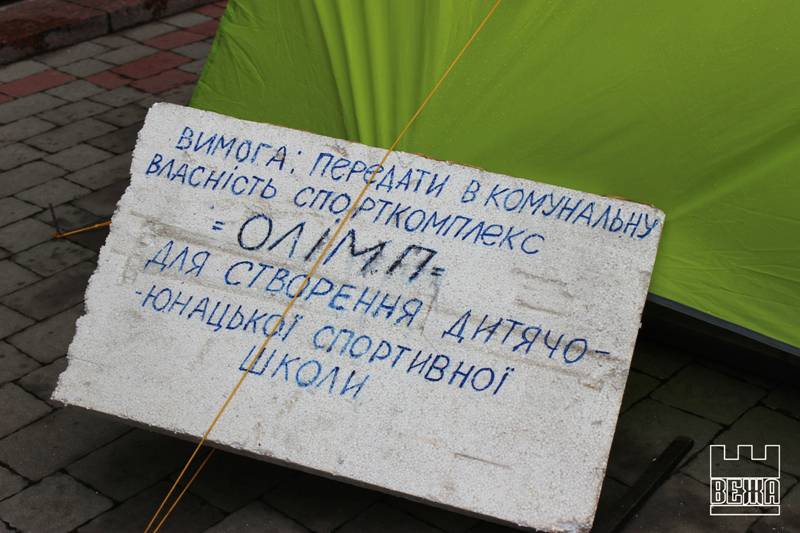 ВИМОГА: ПЕРЕДАТИ В КОМУНАЛЬНУ
ВЛАСНІСТЬ СПОРТКОМПЛЕКС
= ОЛІМП =
ДЛЯ СТВОРЕННЯ ДИТЯЧО-
-ЮНАЦЬКОЇ СПОРТИВНОЇ
ШКОЛИ
ВЕЖА